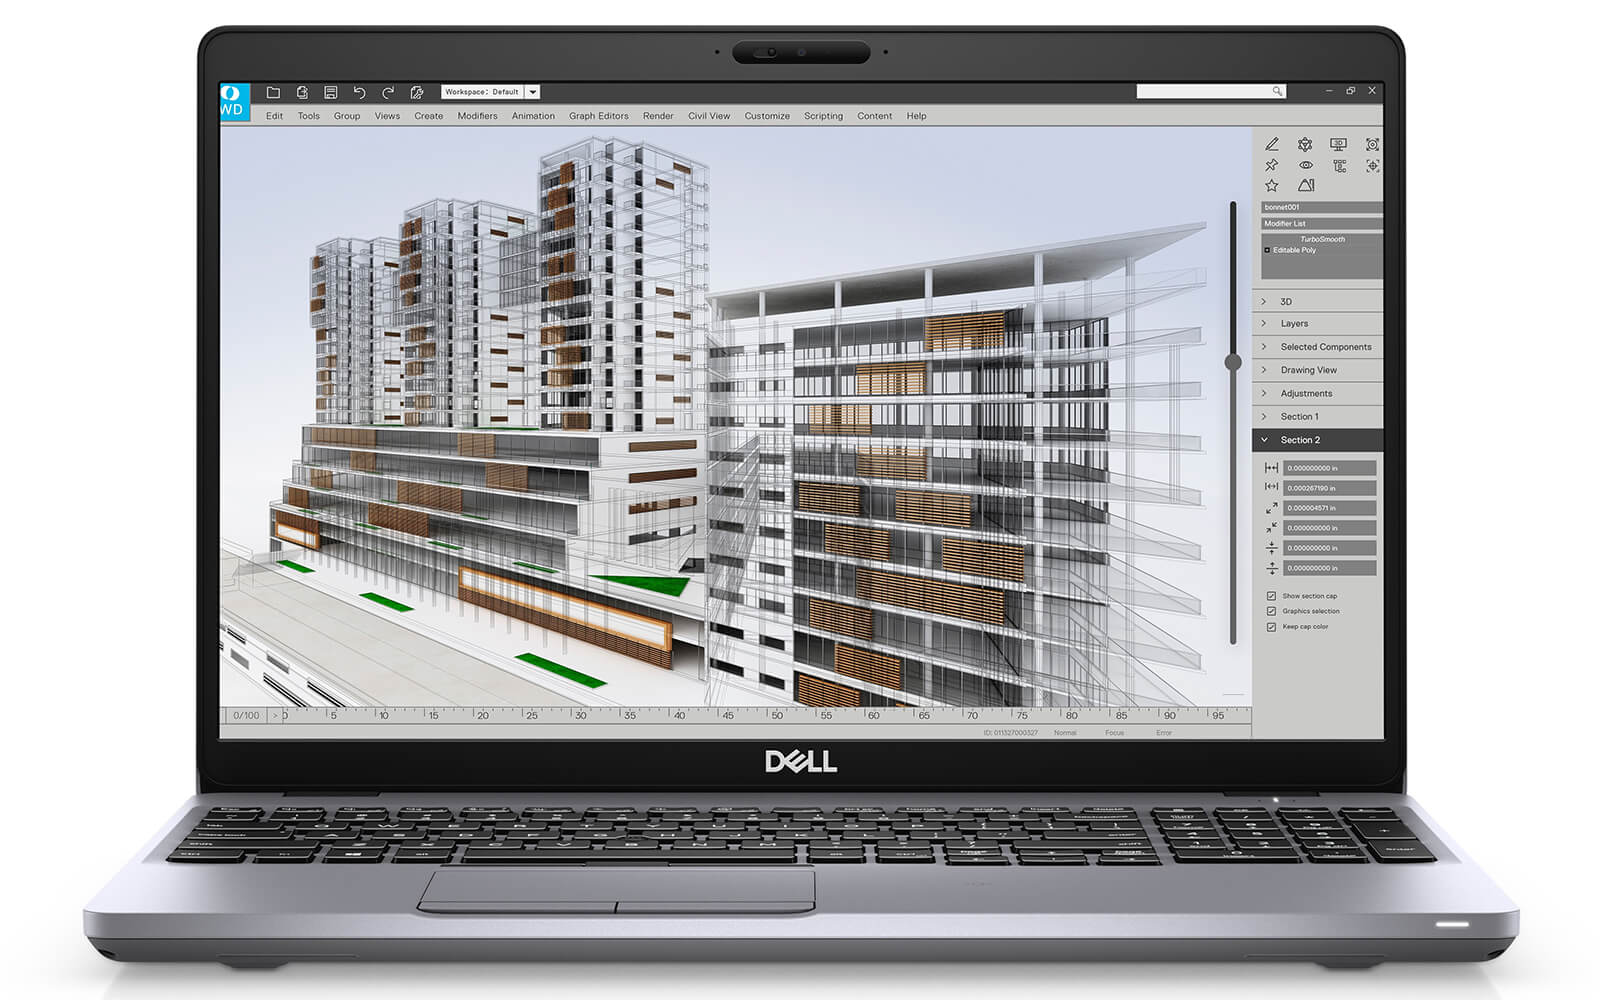 WD
Workspace: Default
Edit Tools Group Views Create Modifiers Animation Graph Editors Render Civil View Customize Scripting Content Help
3D
bonnet001
Modifier List
TurboSmooth
Editable Poly
3D
Layers
Selected Components
Drawing View
Adjustments
Section 1
Section 2
0.000000000 in
0.000267190 in
0.000004571 in
0.000000000 in
0.000000000 in
0.000000000 in
Show section cap
Graphics selection
Keep cap color
0/100 > 0 5 10 15 20 25 30 35 40 45 50 55 60 65 70 75 80 85 90 95
ID: 011327000327 Normal Focus Error
DELL